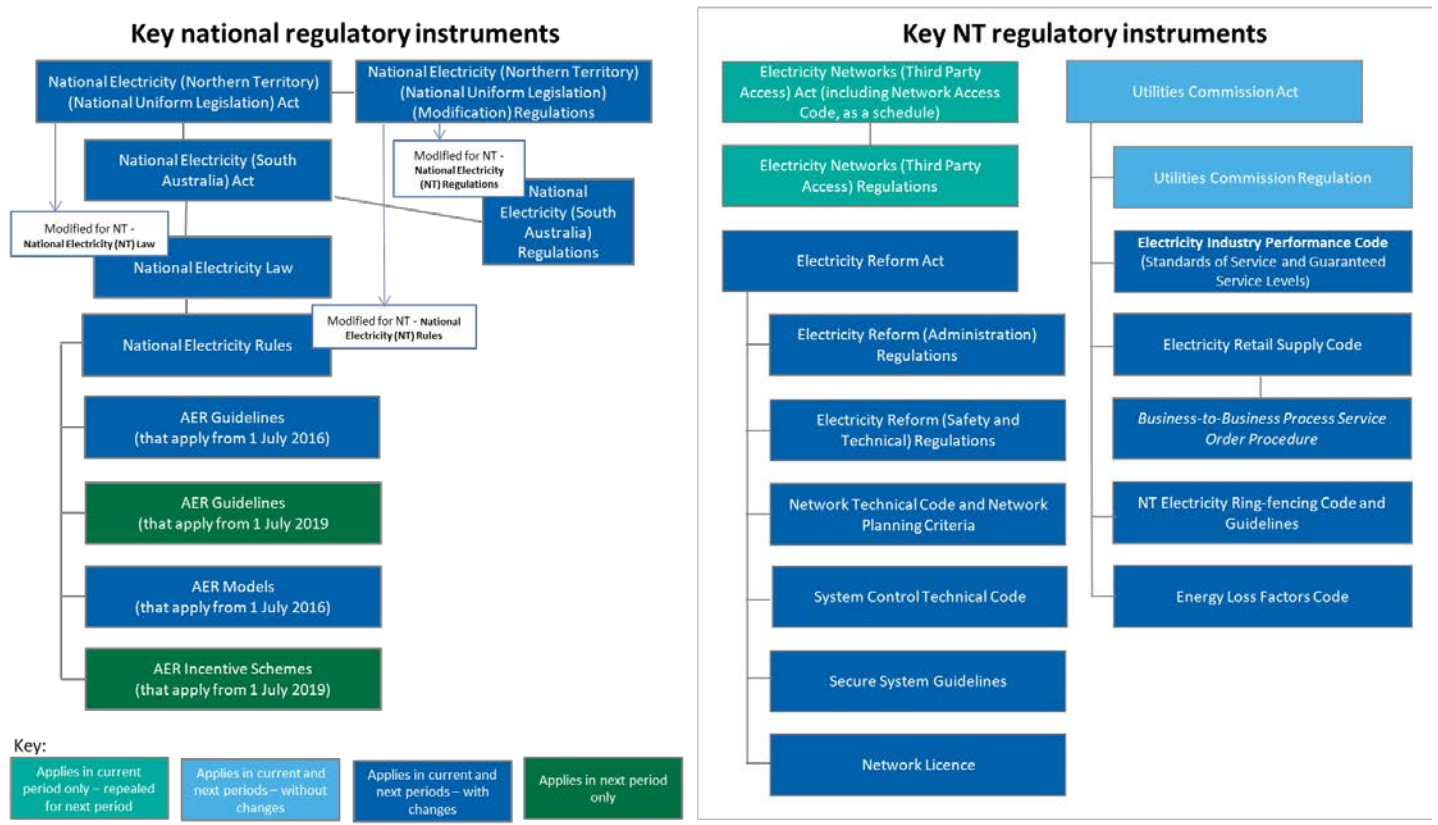 Key national regulatory instruments
National Electricity (Northern Territory)
(National Uniform Legislation) Act
National Electricity (Northern Territory)
(National Uniform Legislation)
(Modification) Regulations
National Electricity (South
Australia) Act
Modified for NT -
National Electricity
(NT) Regulations
National
Electricity (South
Australia)
Regulations
Modified for NT -
National Electricity (NT) Law
National Electricity Law
Modified for NT - National
Electricity (NT) Rules
National Electricity Rules
AER Guidelines
(that apply from 1 July 2016)
AER Guidelines
(that apply from 1 July 2019
AER Models
(that apply from 1 July 2016)
AER Incentive Schemes
(that apply from 1 July 2019)
Key:
Applies in current
period only – repealed
for next period
Applies in current and
next periods – without
changes
Applies in current and
next periods – with
changes
Applies in next period
only
Key NT regulatory instruments
Electricity Networks (Third Party
Access) Act (including Network Access
Code, as a schedule)
Electricity Networks (Third Party
Access) Regulations
Electricity Reform Act
Electricity Reform (Administration)
Regulations
Electricity Reform (Safety and
Technical) Regulations
Network Technical Code and Network
Planning Criteria
System Control Technical Code
Secure System Guidelines
Network Licence
Utilities Commission Act
Utilities Commission Regulation
Electricity Industry Performance Code
(Standards of Service and Guaranteed
Service Levels)
Electricity Retail Supply Code
Business-to-Business Process Service
Order Procedure
NT Electricity Ring-fencing Code and
Guidelines
Energy Loss Factors Code